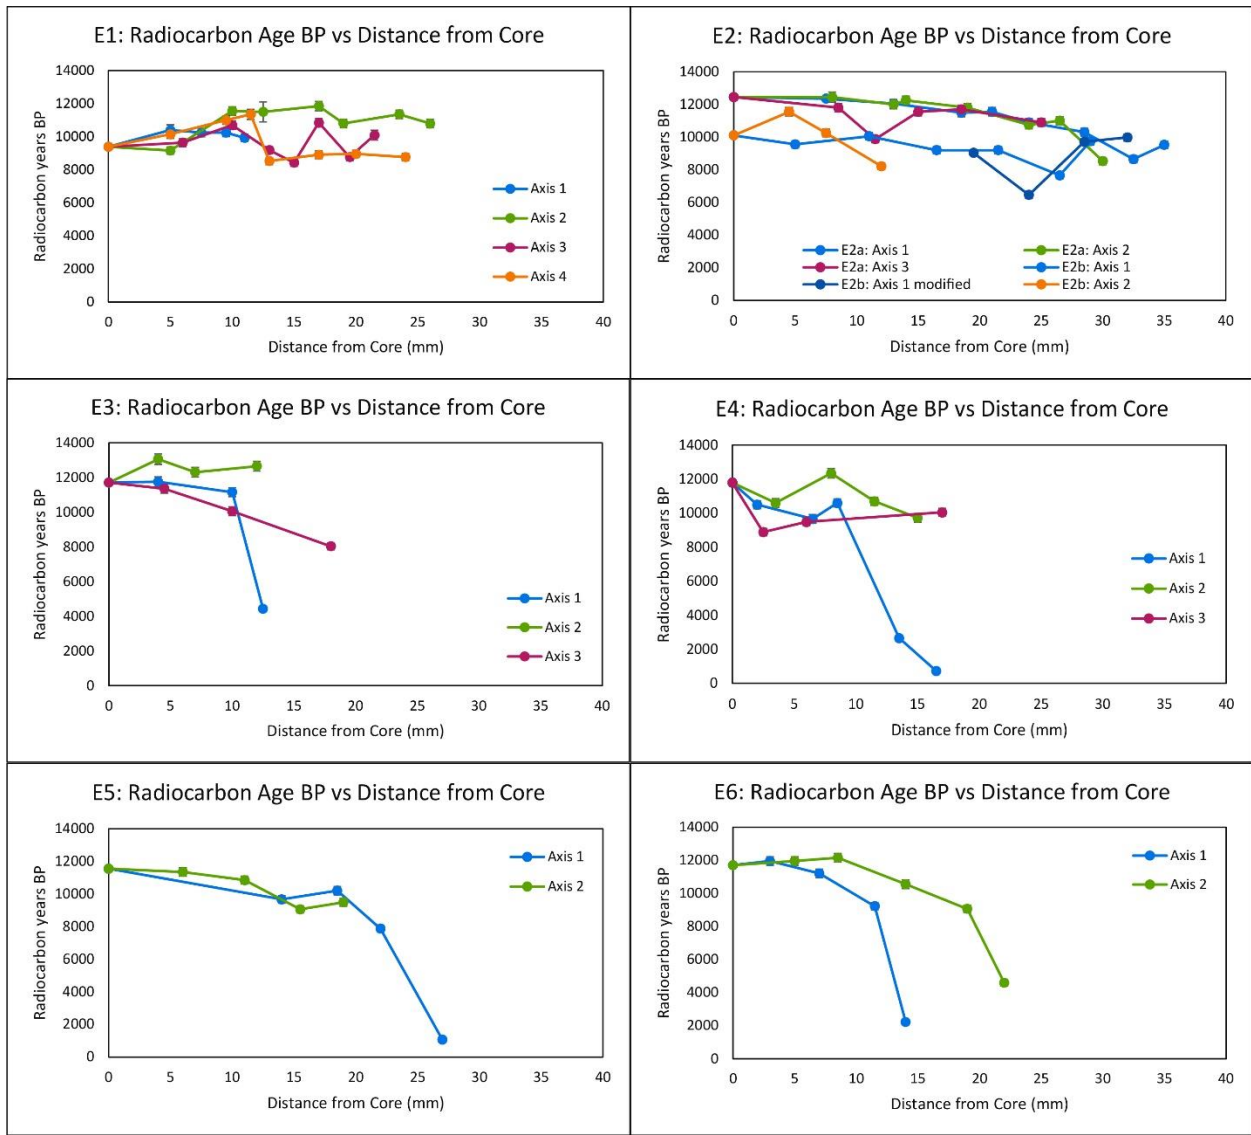 E1: Radiocarbon Age BP vs Distance from Core
14000
12000
10000
8000
6000
4000
2000
0
Radiocarbon years BP
Axis 1
Axis 2
Axis 3
Axis 4
0 5 10 15 20 25 30 35 40
Distance from Core (mm)
E2: Radiocarbon Age BP vs Distance from Core
14000
12000
10000
8000
6000
4000
2000
0
Radiocarbon years BP
E2a: Axis 1 E2a: Axis 2
E2a: Axis 3 E2b: Axis 1
E2b: Axis 1 modified E2b: Axis 2
0 5 10 15 20 25 30 35 40
Distance from Core (mm)
E3: Radiocarbon Age BP vs Distance from Core
14000
12000
10000
8000
6000
4000
2000
0
Radiocarbon years BP
Axis 1
Axis 2
Axis 3
0 5 10 15 20 25 30 35 40
Distance from Core (mm)
E4: Radiocarbon Age BP vs Distance from Core
14000
12000
10000
8000
6000
4000
2000
0
Radiocarbon years BP
Axis 1
Axis 2
Axis 3
0 5 10 15 20 25 30 35 40
Distance from Core (mm)
E5: Radiocarbon Age BP vs Distance from Core
14000
12000
10000
8000
6000
4000
2000
0
Radiocarbon years BP
Axis 1
Axis 2
0 5 10 15 20 25 30 35 40
Distance from Core (mm)
E6: Radiocarbon Age BP vs Distance from Core
14000
12000
10000
8000
6000
4000
2000
0
Radiocarbon years BP
Axis 1
Axis 2
0 5 10 15 20 25 30 35 40
Distance from Core (mm)